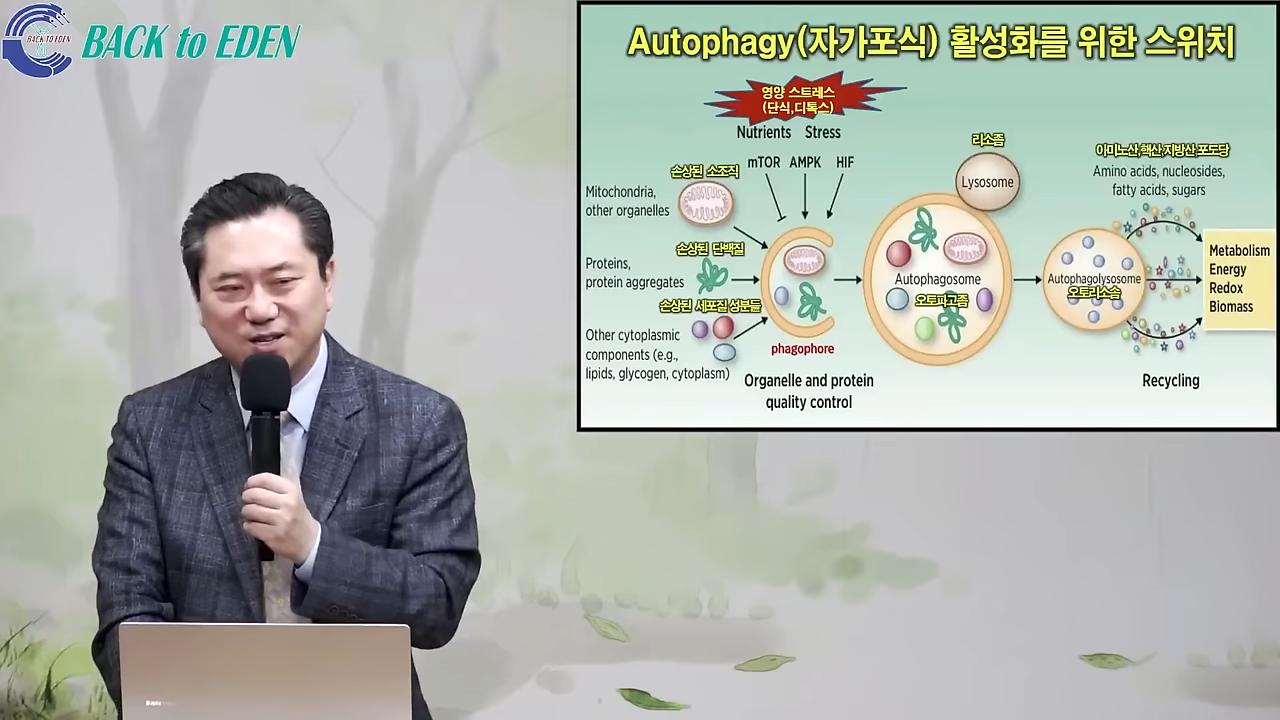 BACK TO EDEN
BACK to EDEN
Autophagy(자가포식) 활성화를 위한 스위치
영양 스트레스
(단식,디톡스)
Nutrients Stress
mTOR AMPK HIF
손상된 소조직
Mitochondria,
other organelles
손상된 단백질
Proteins,
protein aggregates
손상된 세포질 성분들
Other cytoplasmic
components (e.g.,
lipids, glycogen, cytoplasm)
phagophore
Organelle and protein
quality control
리소좀
Lysosome
Autophagosome
오토파고좀
Autophagolysosome
오토리소솜
아미노산,핵산,지방산,포도당
Amino acids, nucleosides,
fatty acids, sugars
Metabolism
Energy
Redox
Biomass
Recycling